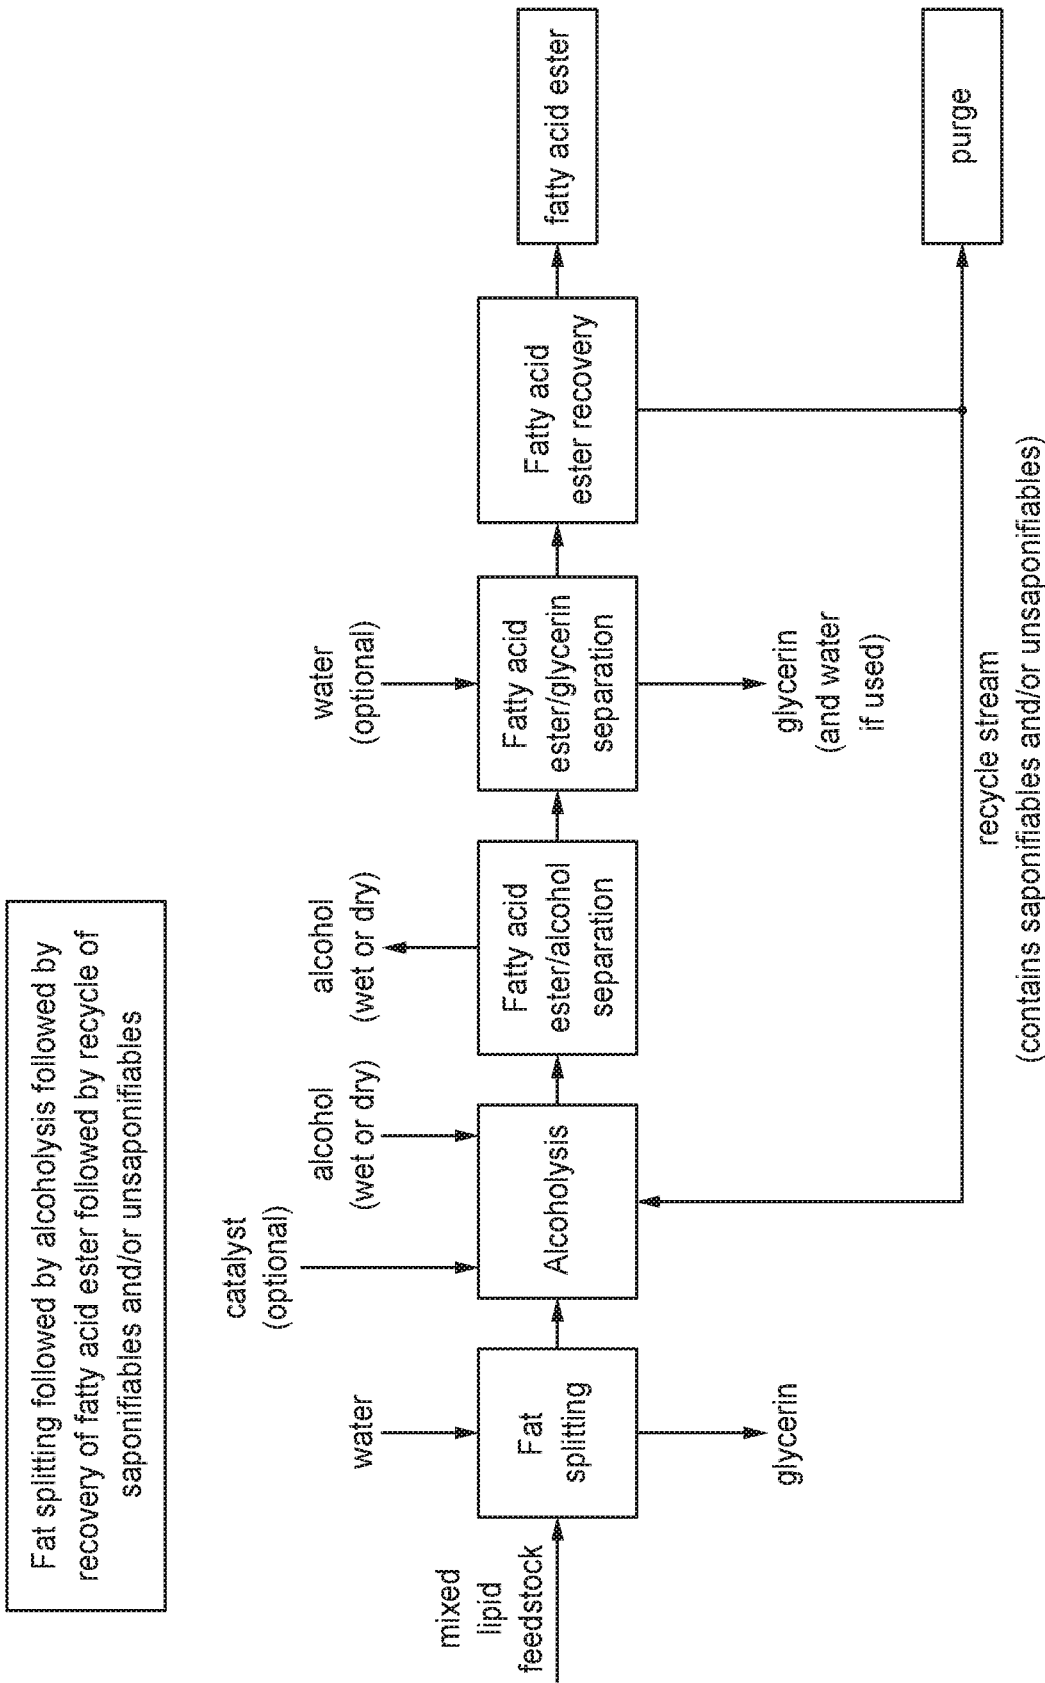 Fat splitting followed by alcoholysis followed by
recovery of fatty acid ester followed by recycle of
saponifiables and/or unsaponifiables
mixed
lipid
feedstock
water
Fat
splitting
glycerin
catalyst
(optional)
alcohol
(wet or dry)
Alcoholysis
alcohol
(wet or dry)
Fatty acid
ester/alcohol
separation
water
(optional)
Fatty acid
ester/glycerin
separation
glycerin
(and water
if used)
Fatty acid
ester recovery
fatty acid ester
purge
recycle stream
(contains saponifiables and/or unsaponifiables)